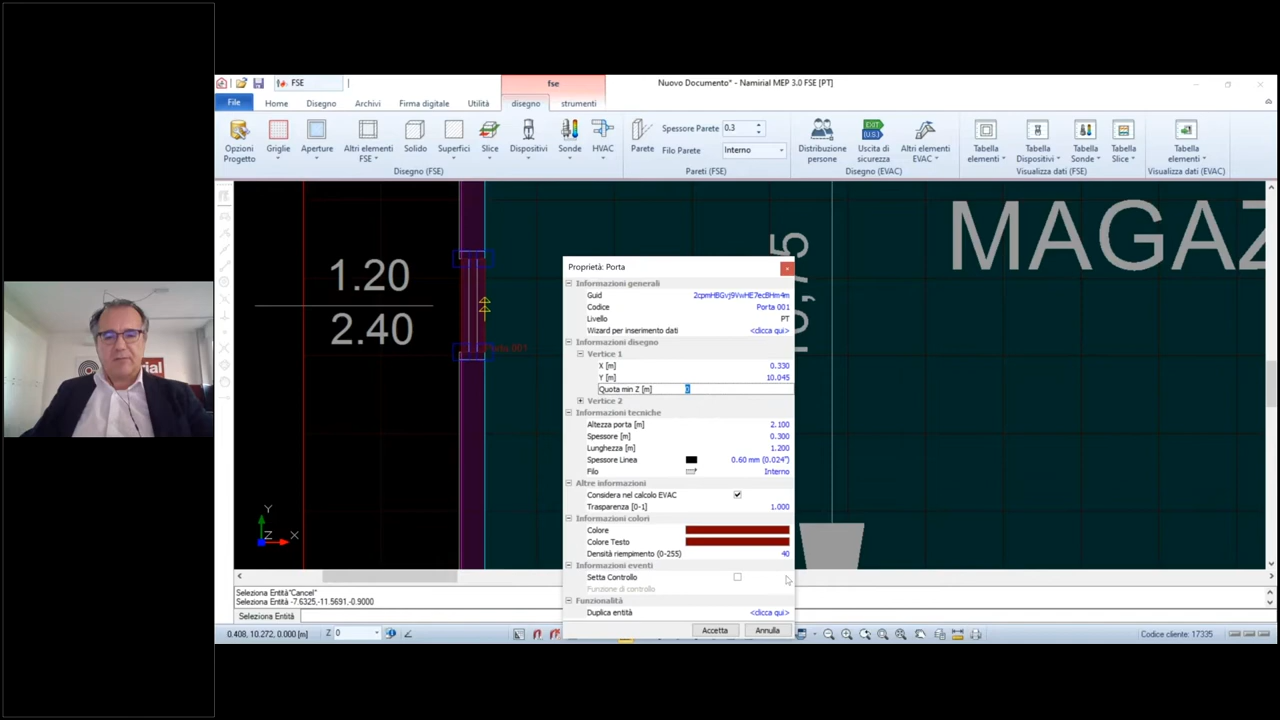 FSE
fse
Nuovo Documento* - Namirial MEP 3.0 FSE [PT]
File Home Disegno Archivi Firma digitale Utilità disegno strumenti
Opzioni Progetto
Griglie
Aperture
Altri elementi FSE
Solido
Superfici
Slice
Dispositivi
Sonde
HVAC
Parete
Spessore Parete 0.3
Filo Parete Interno
Distribuzione persone
Uscita di sicurezza
Altri elementi EVAC
Tabella elementi
Tabella Dispositivi
Tabella Sonde
Tabella Slice
Tabella elementi
Disegno (FSE) Pareti (FSE) Disegno (EVAC) Visualizza dati (FSE) Visualizza dati (EVAC)
MAGAZ
1.20
2.40
Proprietà: Porta
Informazioni generali
Guid 2cpmHBGvj9VwHE7ecBHm4m
Codice Porta 001
Livello PT
Wizard per inserimento dati <clicca qui>
Informazioni disegno
Vertice 1
X [m] 0.330
Y [m] 10.045
Quota min Z [m] 0
Vertice 2
Informazioni tecniche
Altezza porta [m] 2.100
Spessore [m] 0.300
Lunghezza [m] 1.200
Spessore Linea 0.60 mm (0.024")
Filo Interno
Altre informazioni
Considera nel calcolo EVAC
Trasparenza [0-1] 1.000
Informazioni colori
Colore
Colore Testo
Densità riempimento (0-255) 40
Informazioni eventi
Setta Controllo
Funzione di controllo
Funzionalità
Duplica entità <clicca qui>
Accetta Annulla
Y
Z X
Seleziona Entità"Cancel"
Seleziona Entità -7.6325,-11.5691,-0.9000
Seleziona Entità
0.408, 10.272, 0.000 [m] Z 0
Codice cliente: 17335